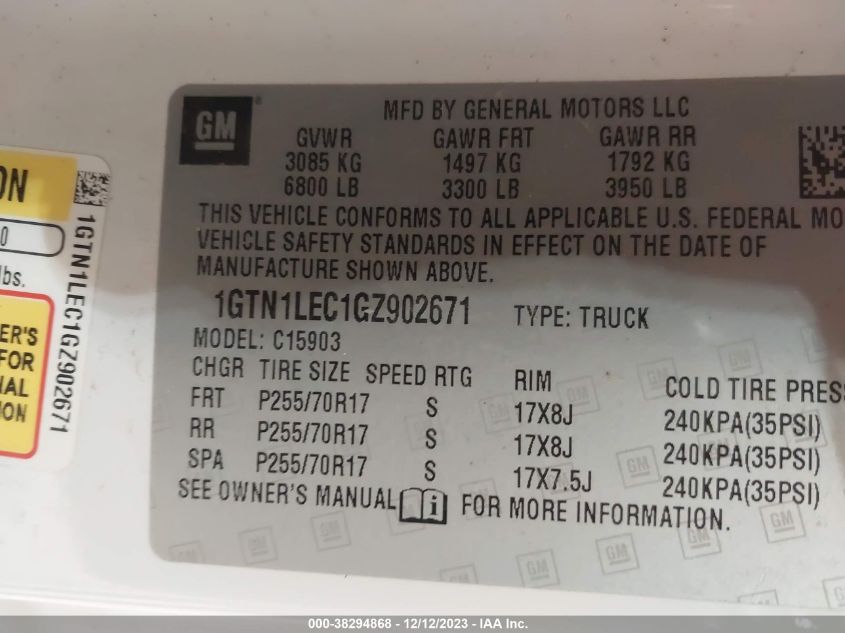 GM
MFD BY GENERAL MOTORS LLC
GVWR GAWR FRT GAWR RR
3085 KG 1497 KG 1792 KG
6800 LB 3300 LB 3950 LB
THIS VEHICLE CONFORMS TO ALL APPLICABLE U.S. FEDERAL MO
VEHICLE SAFETY STANDARDS IN EFFECT ON THE DATE OF
MANUFACTURE SHOWN ABOVE.
1GTN1LEC1GZ902671 TYPE: TRUCK
MODEL: C15903
CHGR TIRE SIZE SPEED RTG RIM COLD TIRE PRES
FRT P255/70R17 S 17X8J 240KPA(35PSI)
RR P255/70R17 S 17X8J 240KPA(35PSI)
SPA P255/70R17 S 17X7.5J 240KPA(35PSI)
SEE OWNER'S MANUAL i FOR MORE INFORMATION.
ON
0
lbs.
ER'S
FOR
NAL
ION
1GTN1LEC1GZ902671
000-38294868 - 12/12/2023 - IAA Inc.